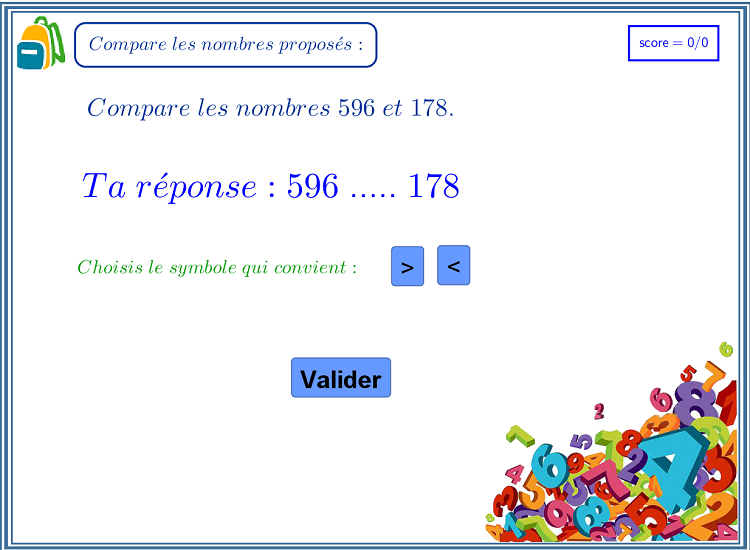 Compare les nombres proposés :
score = 0/0
Compare les nombres 596 et 178.
Ta réponse : 596 ..... 178
Choisis le symbole qui convient :
> <
Valider